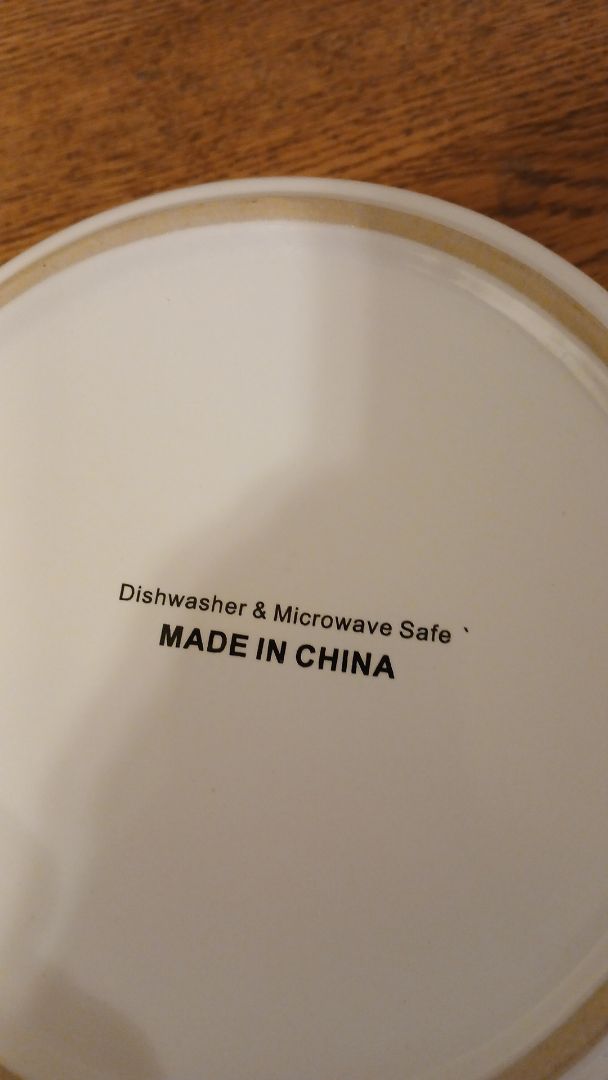 Dishwasher & Microwave Safe `
MADE IN CHINA